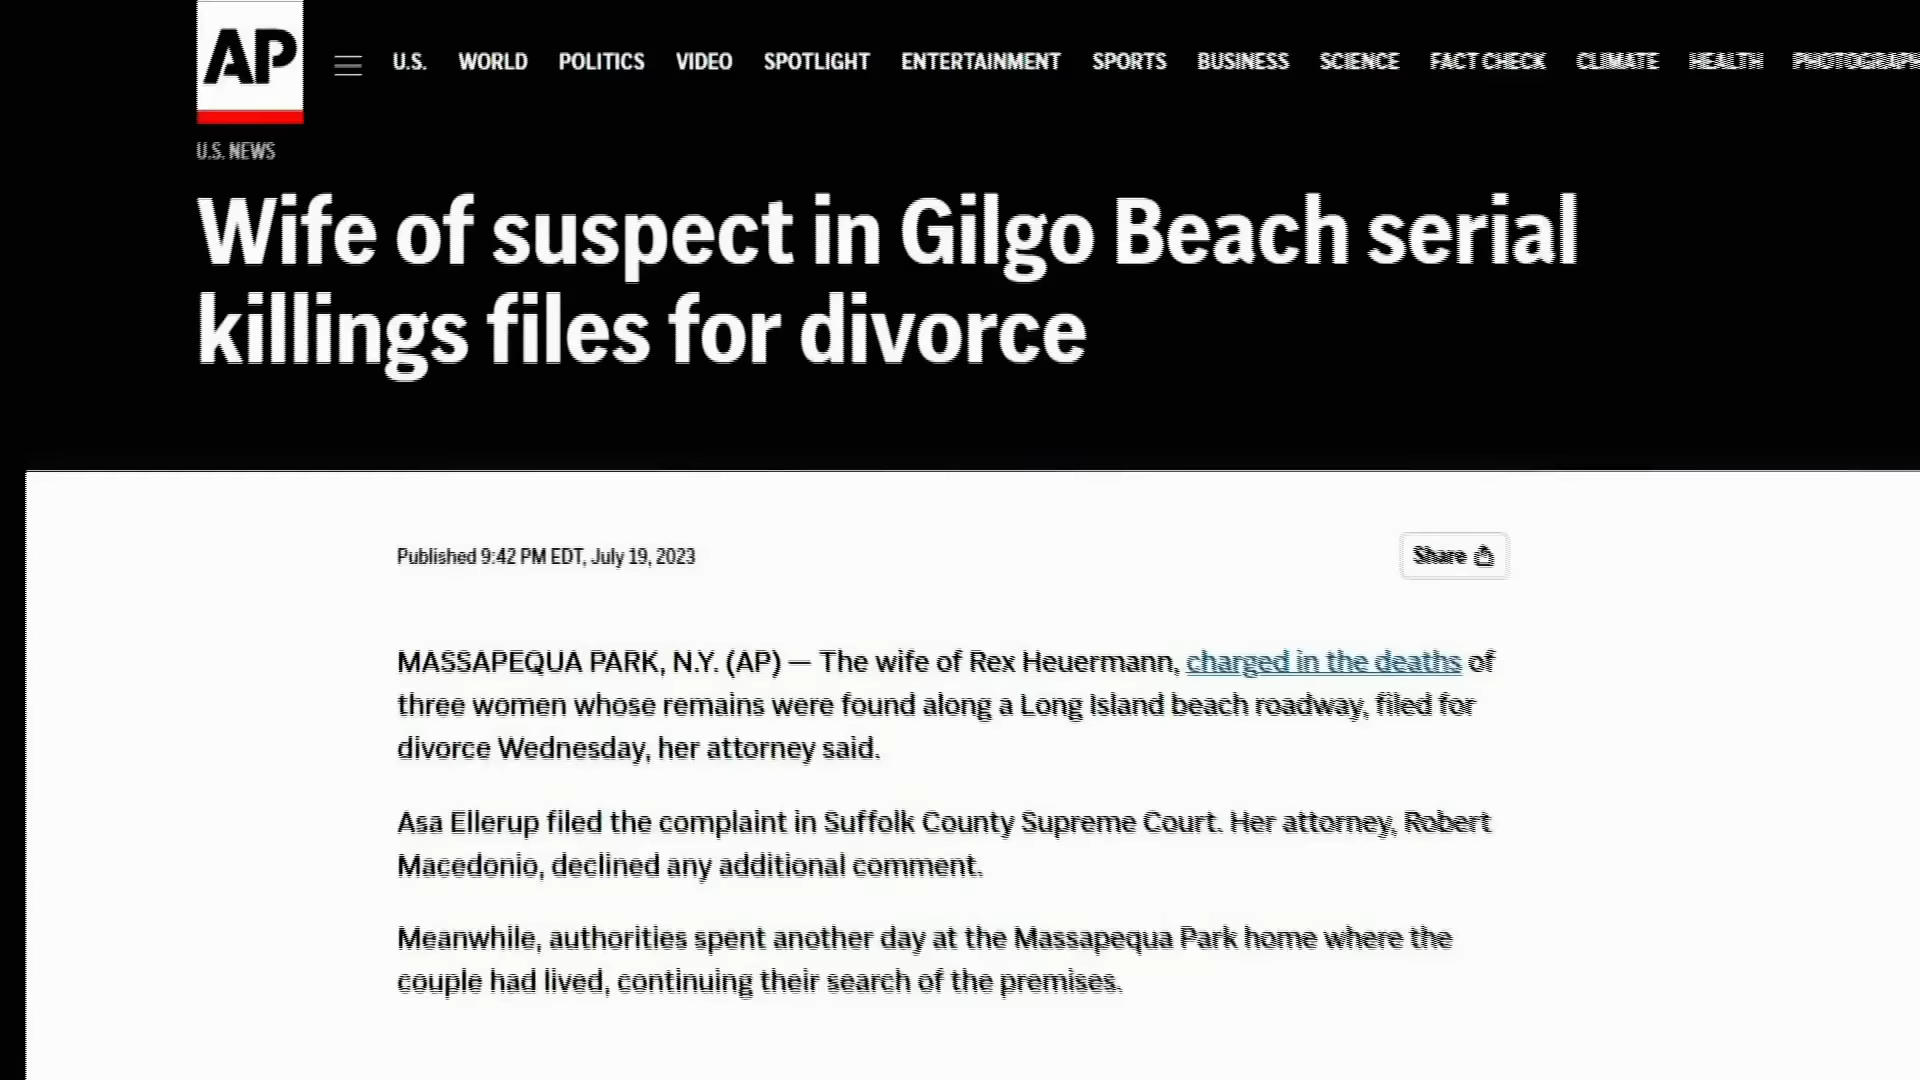 AP
U.S. WORLD POLITICS VIDEO SPOTLIGHT ENTERTAINMENT SPORTS BUSINESS SCIENCE FACT CHECK CLIMATE HEALTH
U.S. NEWS
Wife of suspect in Gilgo Beach serial
killings files for divorce
Published 9:42 PM EDT, July 19, 2023
Share
MASSAPEQUA PARK, N.Y. (AP) — The wife of Rex Heuermann, charged in the deaths of
three women whose remains were found along a Long Island beach roadway, filed for
divorce Wednesday, her attorney said.
Asa Ellerup filed the complaint in Suffolk County Supreme Court. Her attorney, Robert
Macedonio, declined any additional comment.
Meanwhile, authorities spent another day at the Massapequa Park home where the
couple had lived, continuing their search of the premises.